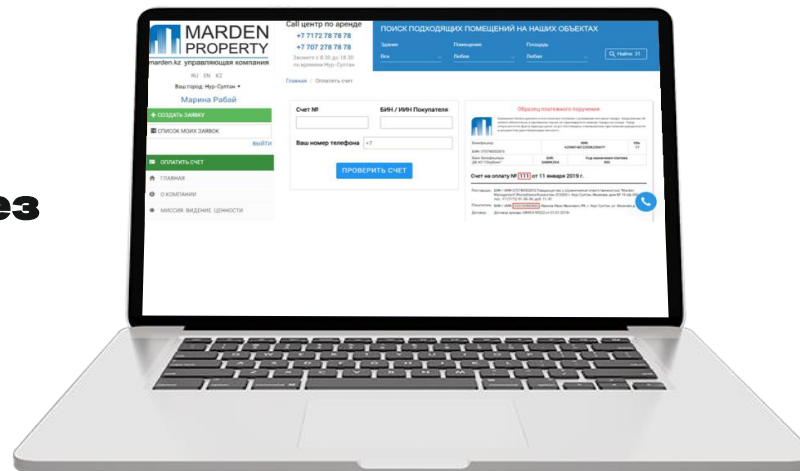 ез
MARDEN
PROPERTY
marden.kz управляющая компания
RU EN KZ
Ваш город: Нур-Султан
Марина Рабай
+ СОЗДАТЬ ЗАЯВКУ
СПИСОК МОИХ ЗАЯВОК
ВЫЙТИ
ОПЛАТИТЬ СЧЕТ
ГЛАВНАЯ
О КОМПАНИИ
МИССИЯ. ВИДЕНИЕ. ЦЕННОСТИ
Call центр по аренде
+7 7172 78 78 78
+7 707 278 78 78
Звоните с 8:30 до 18:30
по времени Нур-Султан
ПОИСК ПОДХОДЯЩИХ ПОМЕЩЕНИЙ НА НАШИХ ОБЪЕКТАХ
Здание Помещение Площадь
Все Любое Любая
Найти: 31
Главная / Оплатить счет
Счет № БИН / ИИН Покупателя
Ваш номер телефона +7
ПРОВЕРИТЬ СЧЕТ
Образец платежного поручения
Счет на оплату № 111 от 11 января 2019 г.